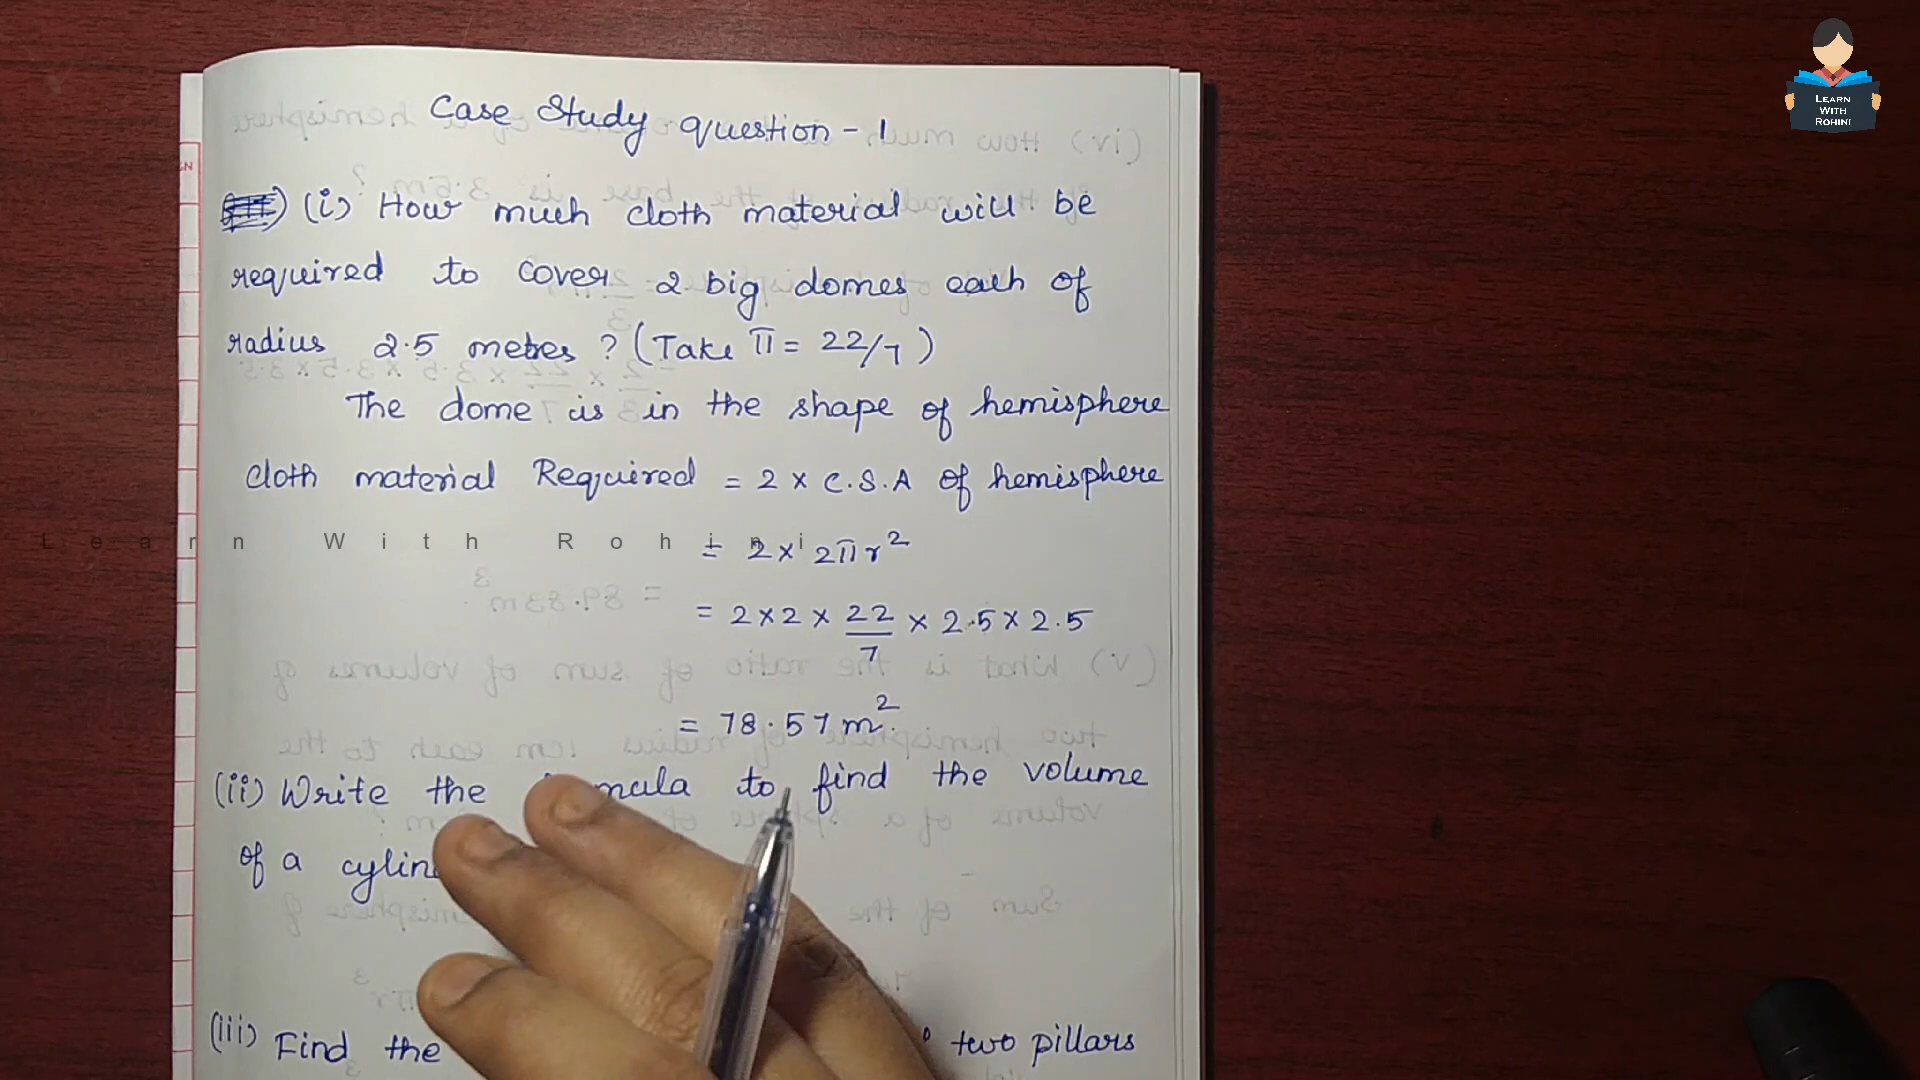 LEARN
WITH
ROHINI
Case Study question - 1
(i) How much cloth material will be
required to cover 2 big domes each of
radius 2.5 metres ? (Take π = 22/7)
The dome is in the shape of hemisphere
Cloth material Required = 2 × C.S.A of hemisphere
Learn With Rohini
= 2 × 2πr²
= 2×2 × 22/7 × 2.5 × 2.5
= 78.57 m².
(ii) Write the to find the volume
of a
(iii) Find the two pillars